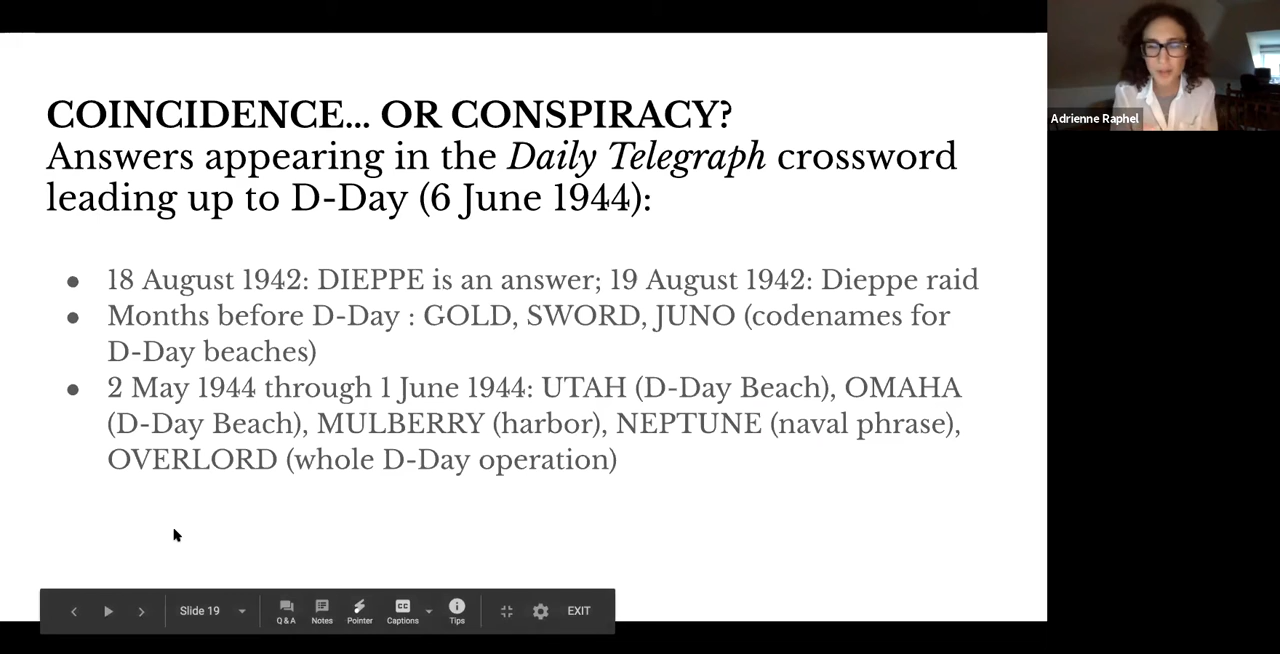 COINCIDENCE... OR CONSPIRACY?
Answers appearing in the Daily Telegraph crossword
leading up to D-Day (6 June 1944):
● 18 August 1942: DIEPPE is an answer; 19 August 1942: Dieppe raid
● Months before D-Day : GOLD, SWORD, JUNO (codenames for
D-Day beaches)
● 2 May 1944 through 1 June 1944: UTAH (D-Day Beach), OMAHA
(D-Day Beach), MULBERRY (harbor), NEPTUNE (naval phrase),
OVERLORD (whole D-Day operation)
Slide 19
Q & A
Notes
Pointer
CC
Captions
Tips
EXIT
Adrienne Raphel